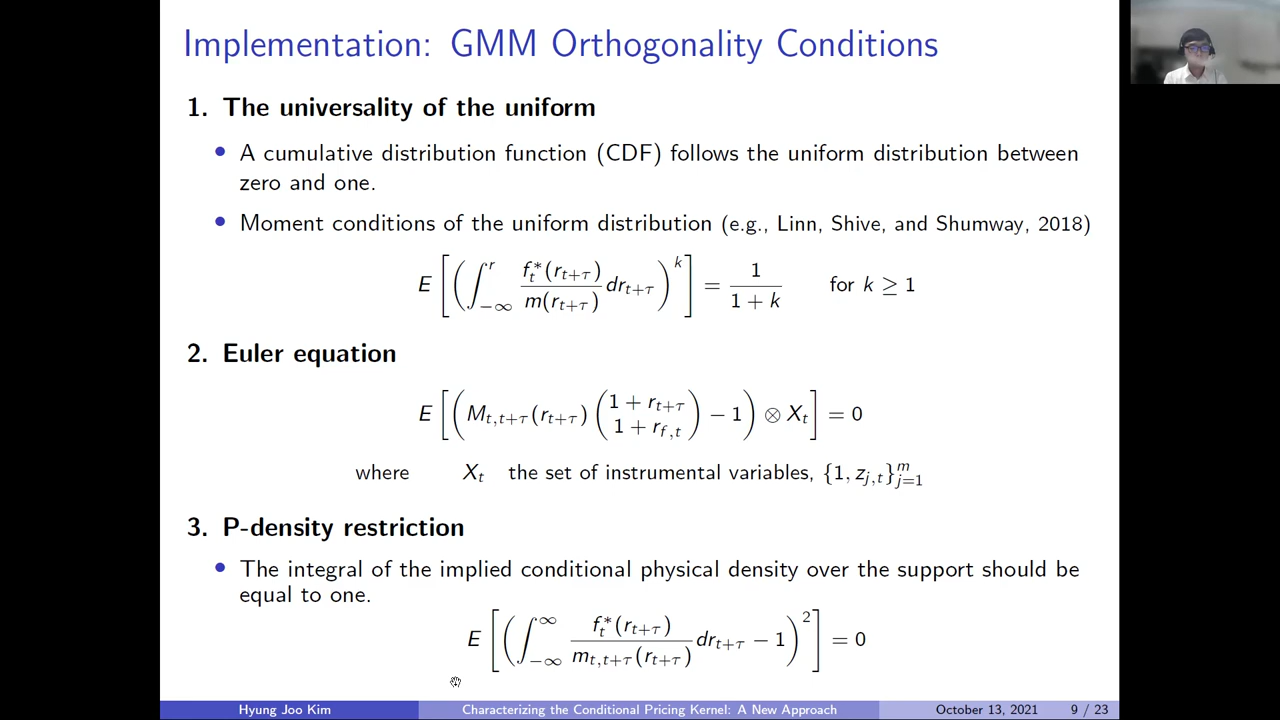 Implementation: GMM Orthogonality Conditions
1. The universality of the uniform
• A cumulative distribution function (CDF) follows the uniform distribution between
zero and one.
• Moment conditions of the uniform distribution (e.g., Linn, Shive, and Shumway, 2018)
E[(∫_{-∞}^{r} f_t^*(r_{t+τ}) / m(r_{t+τ}) dr_{t+τ})^k] = 1/(1 + k) for k ≥ 1
2. Euler equation
E[(M_{t,t+τ}(r_{t+τ}) (1 + r_{t+τ} 1 + r_{f,t}) − 1) ⊗ X_t] = 0
where X_t the set of instrumental variables, {1, z_{j,t}}_{j=1}^m
3. P-density restriction
• The integral of the implied conditional physical density over the support should be
equal to one.
E[(∫_{-∞}^{∞} f_t^*(r_{t+τ}) / m_{t,t+τ}(r_{t+τ}) dr_{t+τ} − 1)^2] = 0
Hyung Joo Kim Characterizing the Conditional Pricing Kernel: A New Approach October 13, 2021 9 / 23